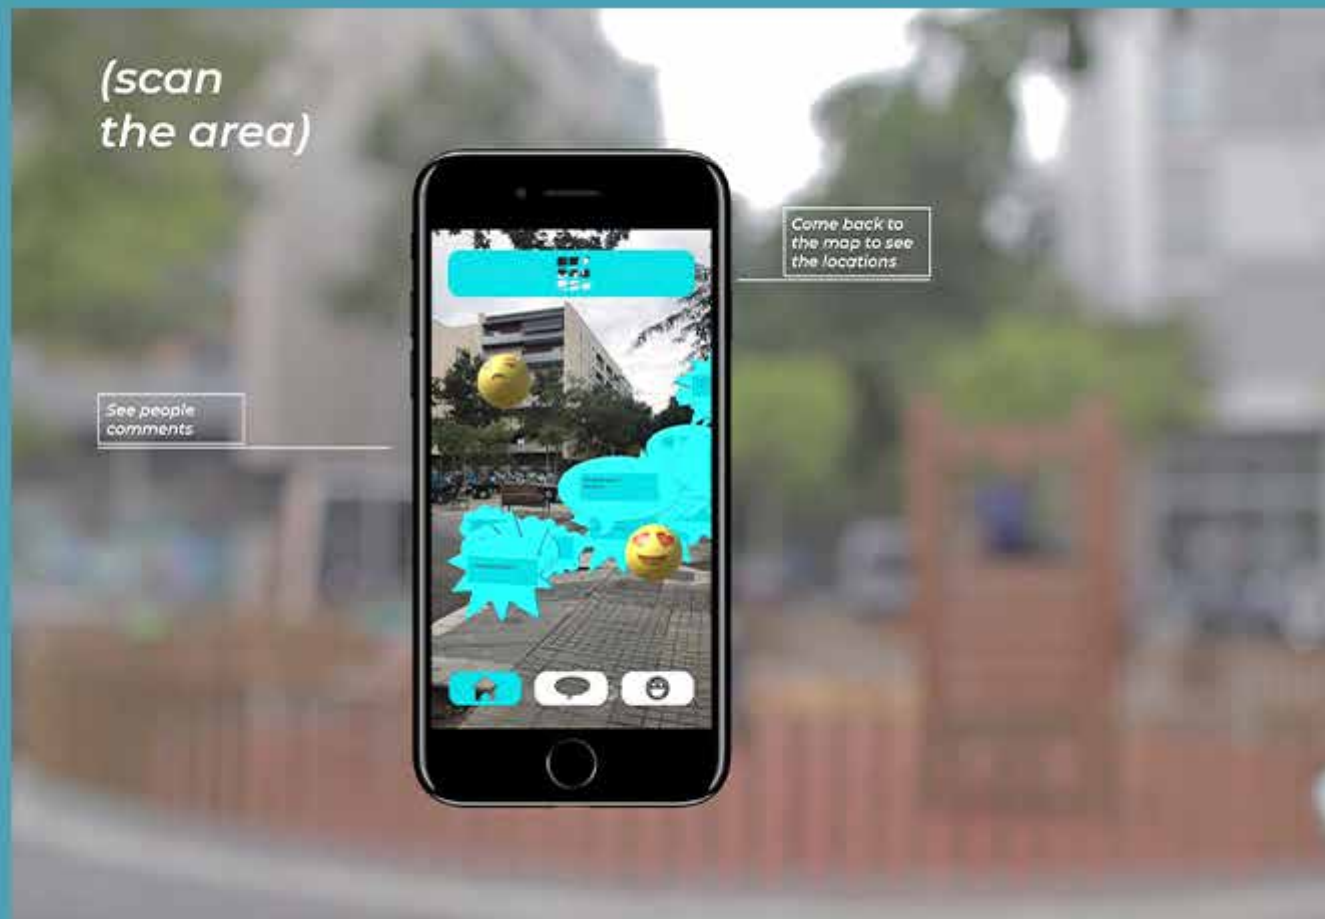 (scan
the area)
Come back to
the map to see
the locations
See people
comments